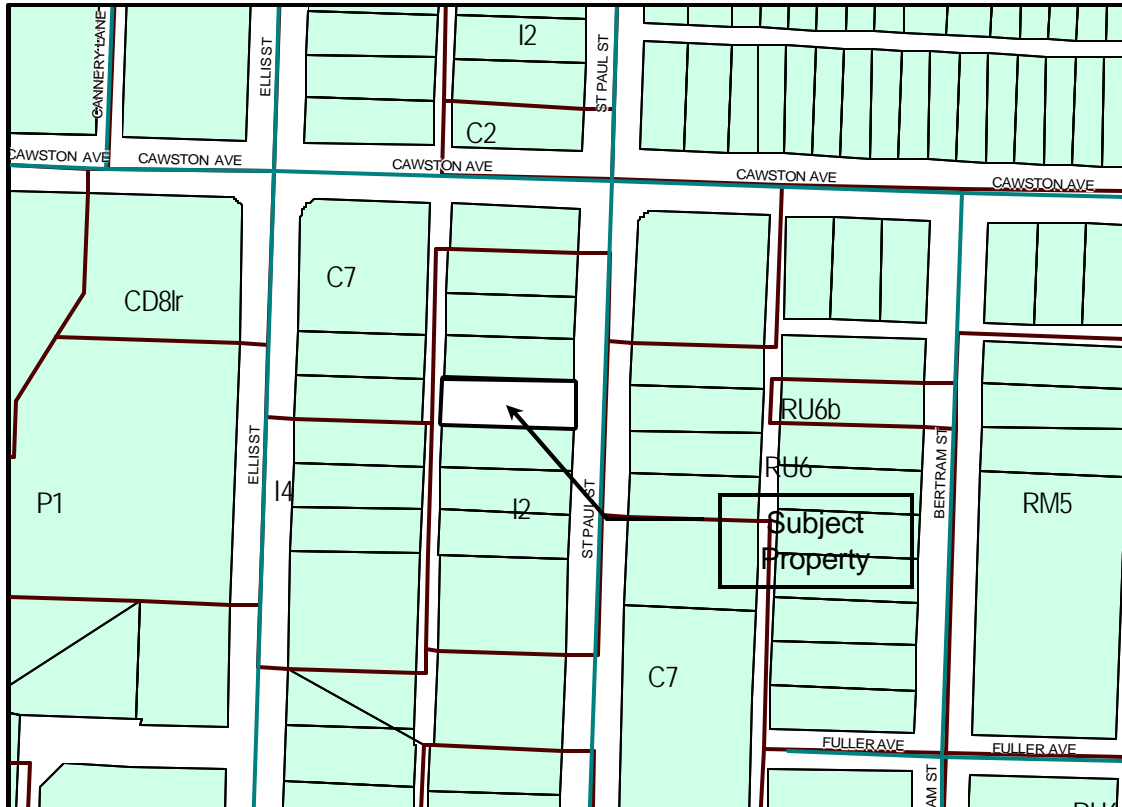 CANNERY LANE
ELLIS ST
I2
ST PAUL ST
C2
CAWSTON AVE
CAWSTON AVE
CAWSTON AVE
CAWSTON AVE
CAWSTON AVE
C7
CD8lr
RU6b
ELLIS ST
BERTRAM ST
RU6
I4
P1
I2
ST PAUL ST
RM5
Subject
Property
C7
FULLER AVE
FULLER AVE
AM ST